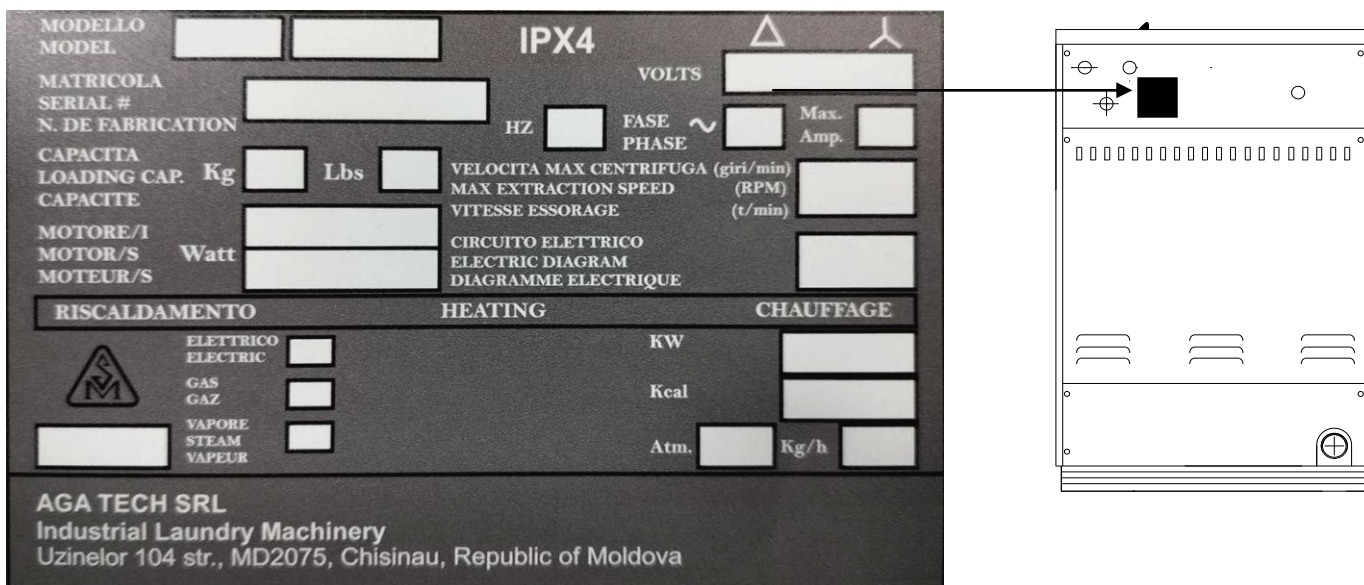 MODELLO
MODEL
IPX4
VOLTS
MATRICOLA
SERIAL #
N. DE FABRICATION
HZ
FASE
PHASE
~
Max.
Amp.
CAPACITA
LOADING CAP.
CAPACITE
Kg
Lbs
VELOCITA MAX CENTRIFUGA (giri/min)
MAX EXTRACTION SPEED (RPM)
VITESSE ESSORAGE (t/min)
MOTORE/I
MOTOR/S
MOTEUR/S
Watt
CIRCUITO ELETTRICO
ELECTRIC DIAGRAM
DIAGRAMME ELECTRIQUE
RISCALDAMENTO HEATING CHAUFFAGE
ELETTRICO
ELECTRIC
KW
GAS
GAZ
Kcal
SM
VAPORE
STEAM
VAPEUR
Atm.
Kg/h
AGA TECH SRL
Industrial Laundry Machinery
Uzinelor 104 str., MD2075, Chisinau, Republic of Moldova